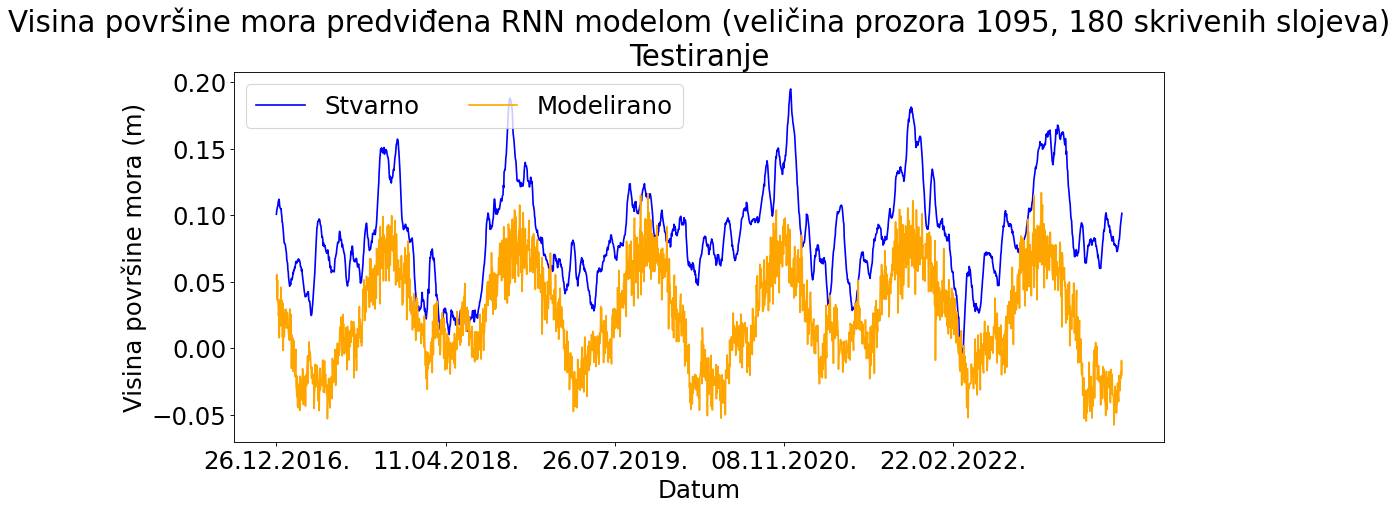 Visina površine mora predviđena RNN modelom (veličina prozora 1095, 180 skrivenih slojeva)
Testiranje
Stvarno
Modelirano
Visina površine mora (m)
0.20
0.15
0.10
0.05
0.00
−0.05
26.12.2016.
11.04.2018.
26.07.2019.
08.11.2020.
22.02.2022.
Datum